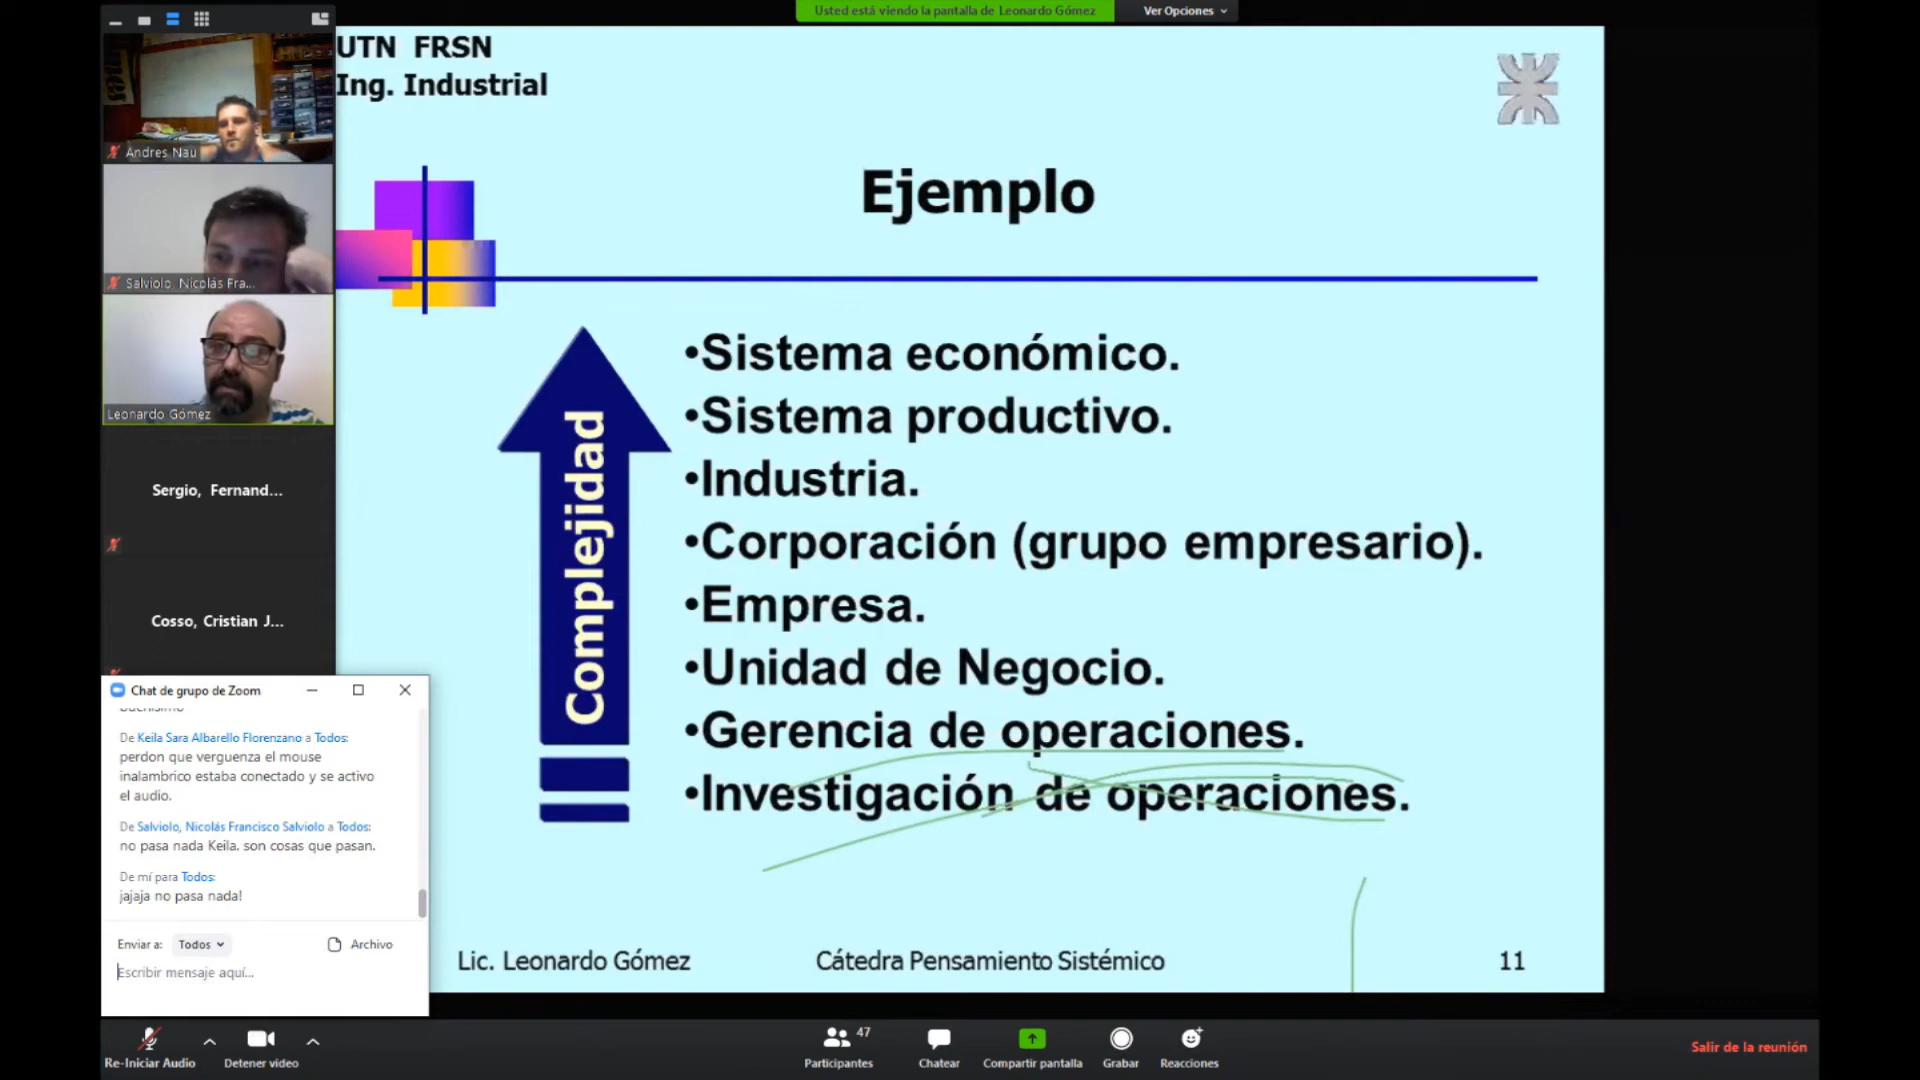 Usted está viendo la pantalla de Leonardo Gómez
Ver Opciones
UTN FRSN
Ing. Industrial
Andres Nau
Salviolo, Nicolás Fra...
Leonardo Gómez
Sergio, Fernand...
Cosso, Cristian J...
Ejemplo
Complejidad
•Sistema económico.
•Sistema productivo.
•Industria.
•Corporación (grupo empresario).
•Empresa.
•Unidad de Negocio.
•Gerencia de operaciones.
•Investigación de operaciones.
Lic. Leonardo Gómez
Cátedra Pensamiento Sistémico
11
Chat de grupo de Zoom
De Keila Sara Albarello Florenzano a Todos:
perdon que verguenza el mouse
inalambrico estaba conectado y se activo
el audio.
De Salviolo, Nicolás Francisco Salviolo a Todos:
no pasa nada Keila. son cosas que pasan.
De mí para Todos:
jajaja no pasa nada!
Enviar a: Todos
Archivo
Escribir mensaje aquí...
Re-Iniciar Audio
Detener video
47
Participantes
Chatear
Compartir pantalla
Grabar
Reacciones
Salir de la reunión